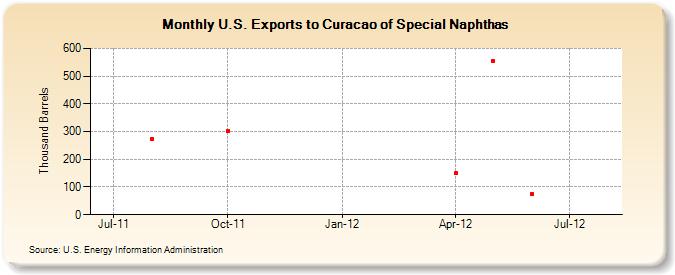 Monthly U.S. Exports to Curacao of Special Naphthas
Thousand Barrels
600
500
400
300
200
100
0
Jul-11 Oct-11 Jan-12 Apr-12 Jul-12
Source: U.S. Energy Information Administration